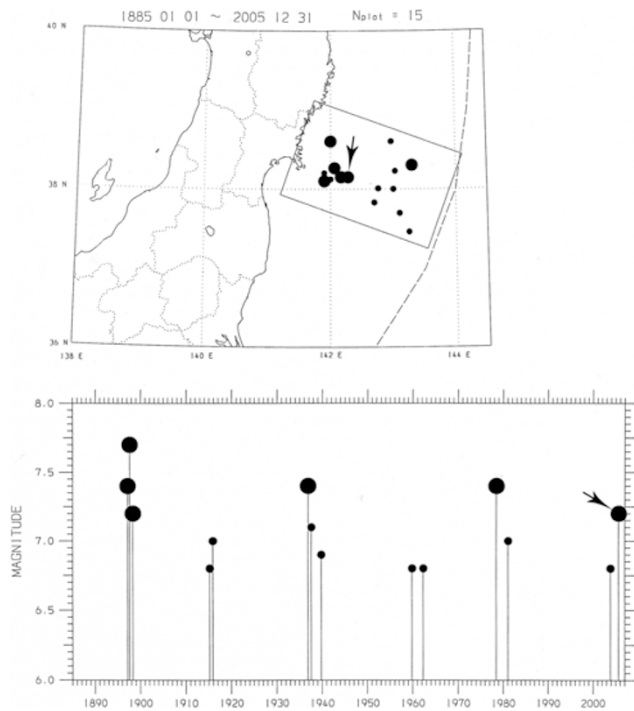 1885 01 01 ~ 2005 12 31 Nplot = 15
40 N
38 N
36 N
138 E 140 E 142 E 144 E
8.0
7.5
7.0
6.5
6.0
MAGNITUDE
1890 1900 1910 1920 1930 1940 1950 1960 1970 1980 1990 2000